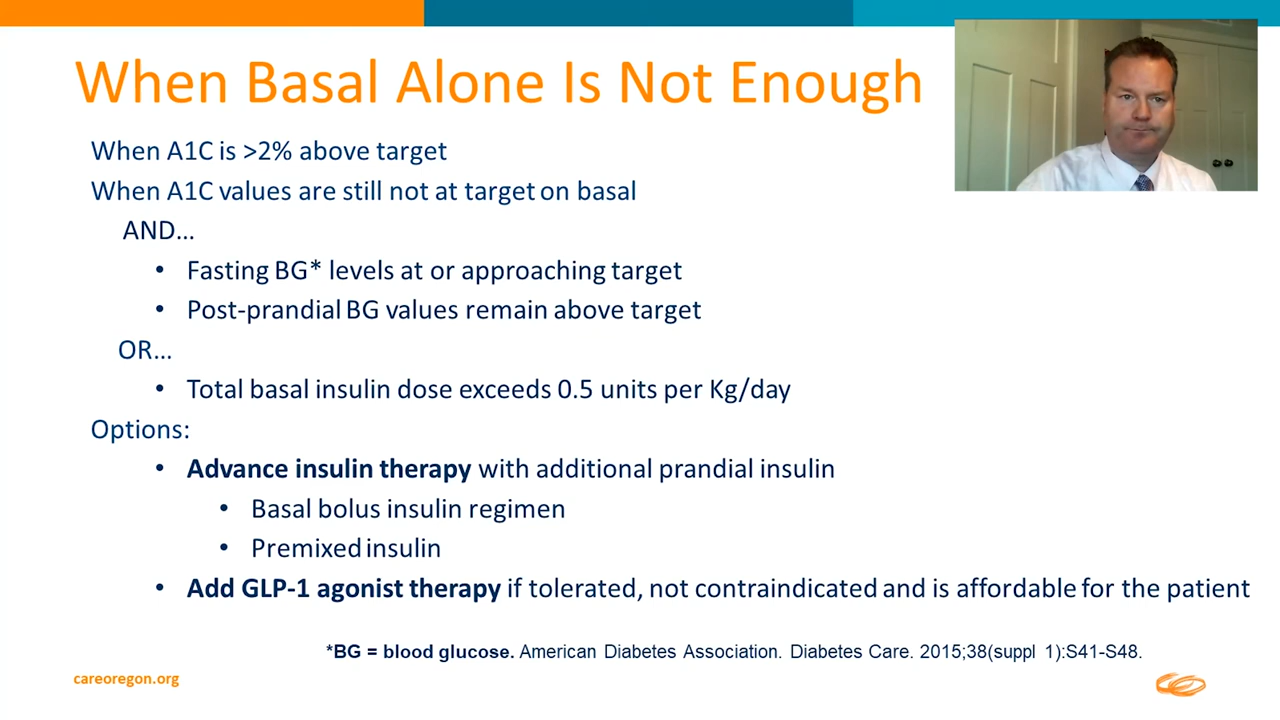 When Basal Alone Is Not Enough
When A1C is >2% above target
When A1C values are still not at target on basal
AND...
• Fasting BG* levels at or approaching target
• Post-prandial BG values remain above target
OR...
• Total basal insulin dose exceeds 0.5 units per Kg/day
Options:
• Advance insulin therapy with additional prandial insulin
• Basal bolus insulin regimen
• Premixed insulin
• Add GLP-1 agonist therapy if tolerated, not contraindicated and is affordable for the patient
*BG = blood glucose. American Diabetes Association. Diabetes Care. 2015;38(suppl 1):S41-S48.
careoregon.org